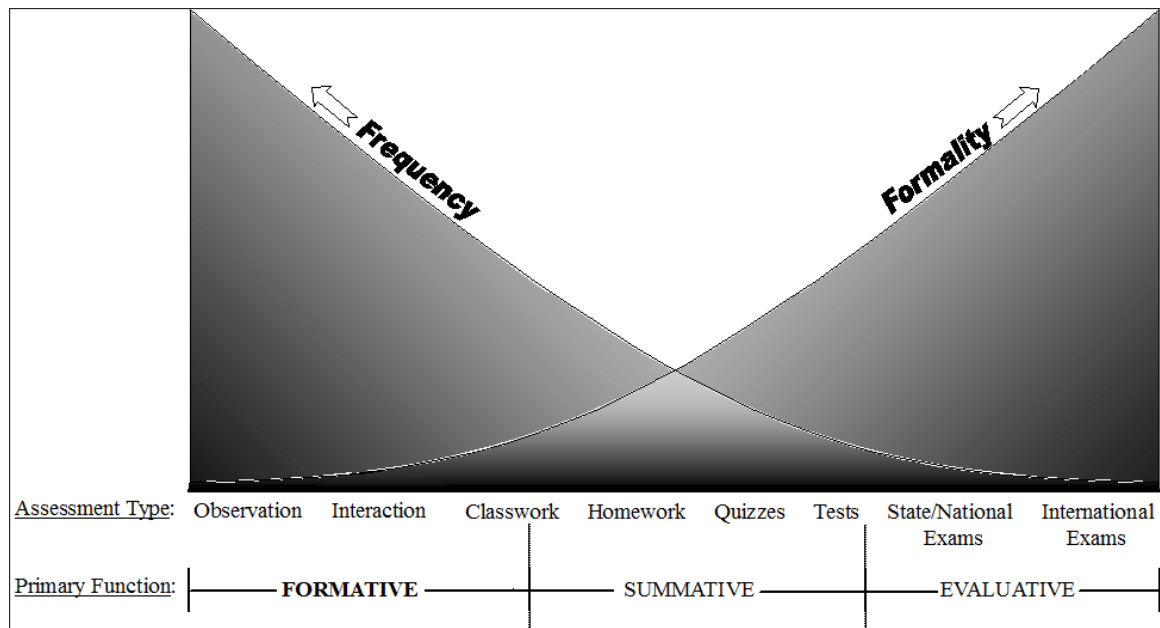 Frequency
Formality
Assessment Type: Observation Interaction Classwork Homework Quizzes Tests State/National Exams International Exams
Primary Function: FORMATIVE SUMMATIVE EVALUATIVE